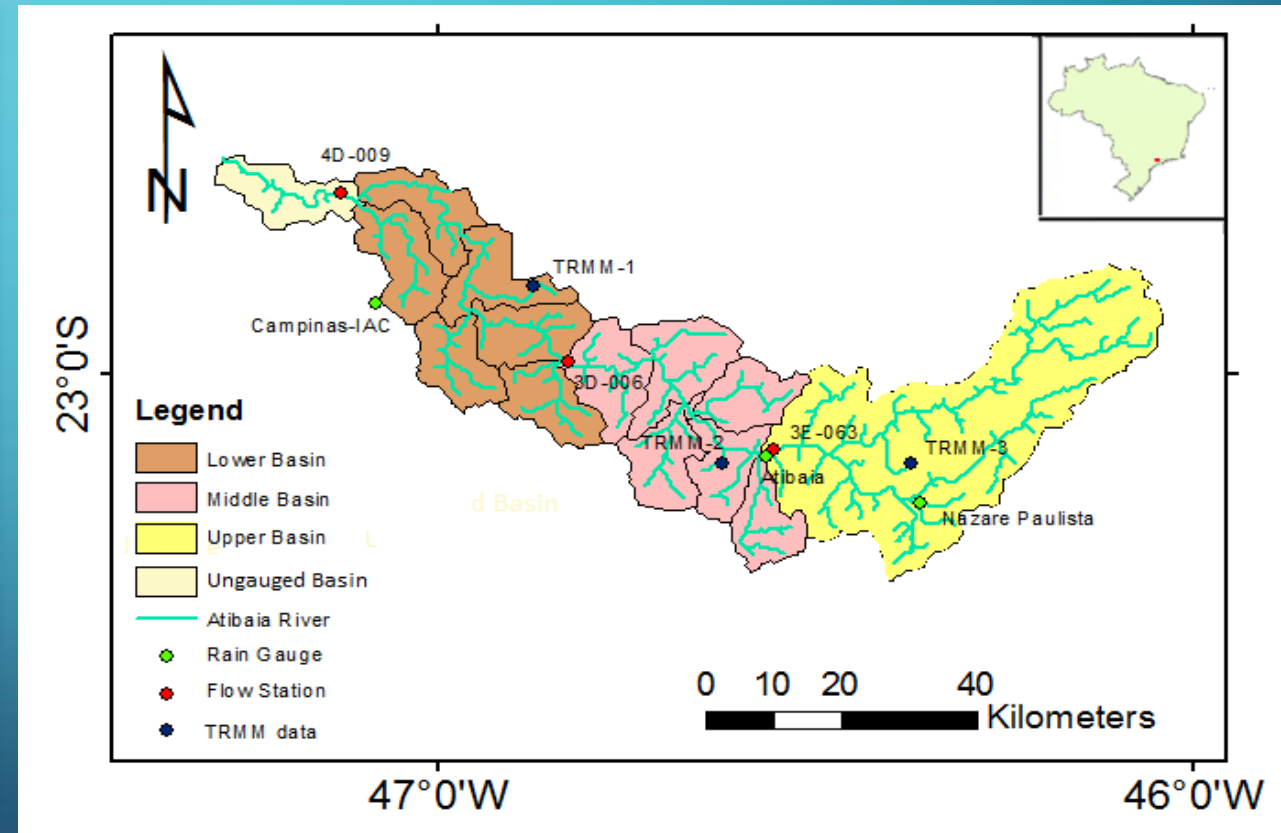 N
4D-009
TRMM-1
Campinas-IAC
3D-006
23°0'S
Legend
Lower Basin
Middle Basin
Upper Basin
Ungauged Basin
Atibaia River
Rain Gauge
Flow Station
TRMM data
TRMM-2
3E-063
Atibaia
TRMM-3
Nazare Paulista
d Basin
0 10 20 40
Kilometers
47°0'W 46°0'W